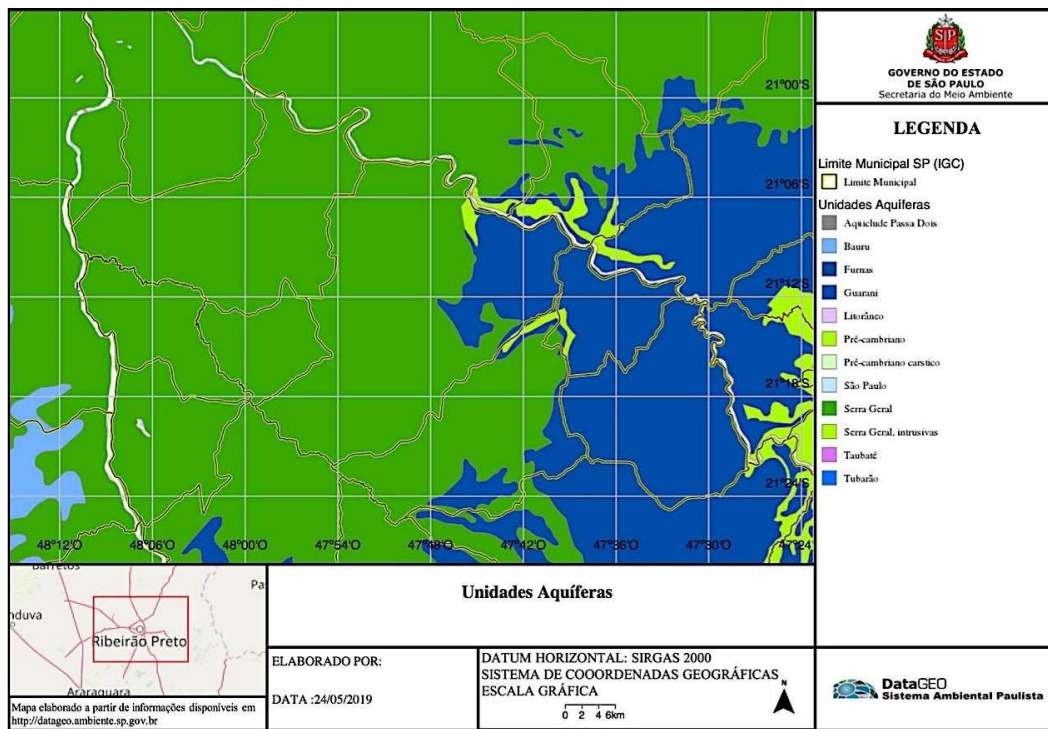 21°00'S
21°06'S
21°12'S
21°18'S
21°24'S
48°12'O 48°06'O 48°00'O 47°54'O 47°48'O 47°42'O 47°36'O 47°30'O 47°24'O
GOVERNO DO ESTADO
DE SÃO PAULO
Secretaria do Meio Ambiente
LEGENDA
Limite Municipal SP (IGC)
Limite Municipal
Unidades Aquíferas
Aqüiclude Passa Dois
Bauru
Furnas
Guarani
Litorâneo
Pré-cambriano
Pré-cambriano carstico
São Paulo
Serra Geral
Serra Geral, intrusivas
Taubaté
Tubarão
Barretos
Pa
nduva
Ribeirão Preto
Araraquara
Mapa elaborado a partir de informações disponíveis em
http://datageo.ambiente.sp.gov.br
Unidades Aquíferas
ELABORADO POR:
DATA :24/05/2019
DATUM HORIZONTAL: SIRGAS 2000
SISTEMA DE COOORDENADAS GEOGRÁFICAS
ESCALA GRÁFICA
0 2 4 6km
N
DataGEO
Sistema Ambiental Paulista